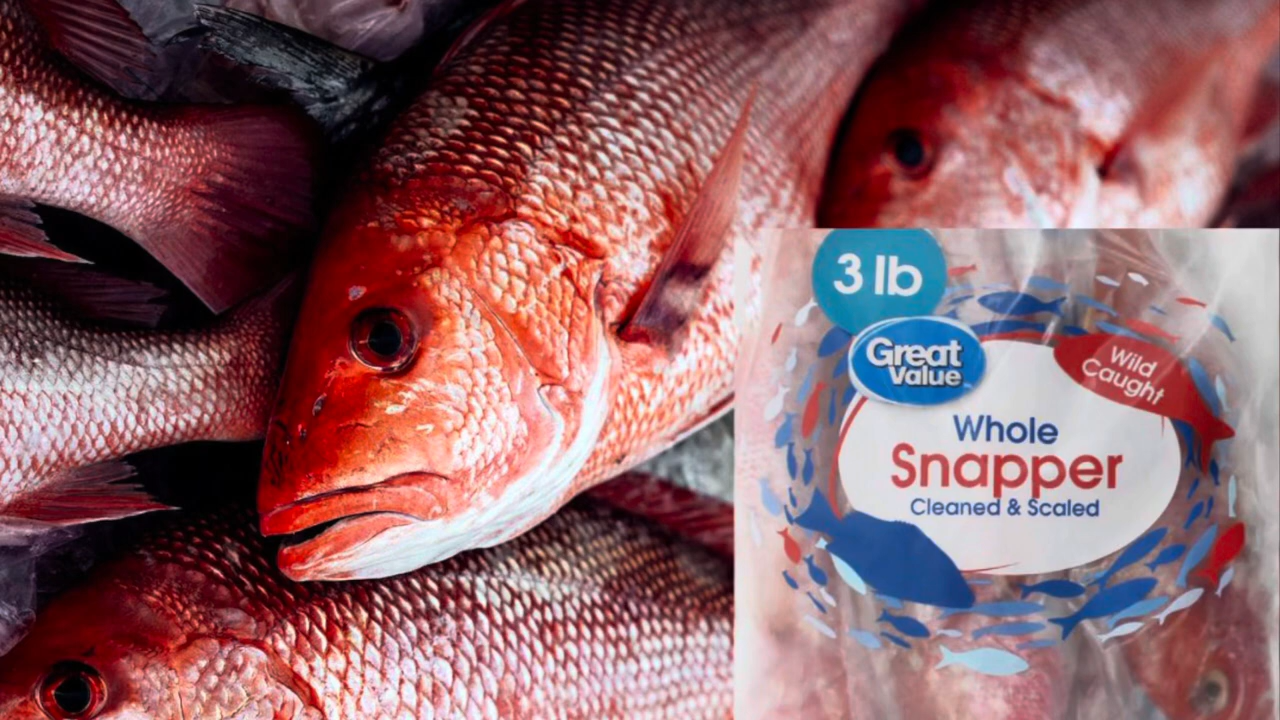 3 lb
Great
Value
Wild
Caught
Whole
Snapper
Cleaned & Scaled